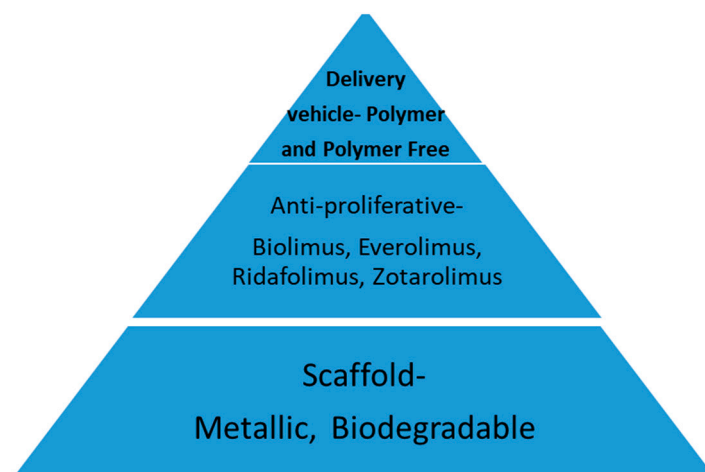 Delivery
vehicle- Polymer
and Polymer Free
Anti-proliferative-
Biolimus, Everolimus,
Ridafolimus, Zotarolimus
Scaffold-
Metallic, Biodegradable